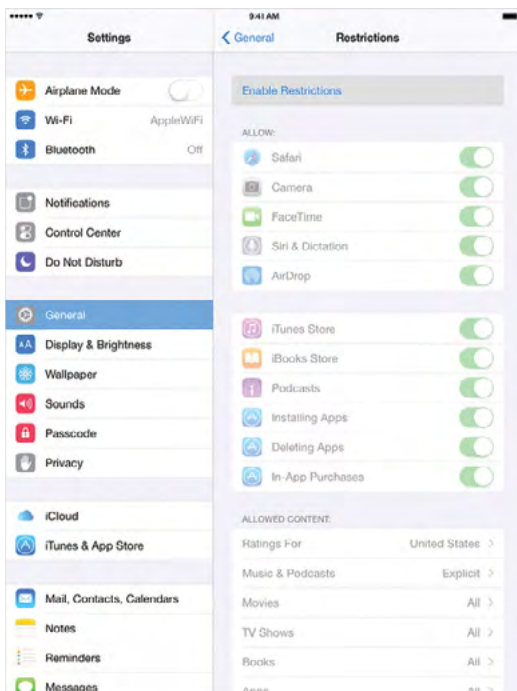 9:41 AM
Settings
General
Restrictions
Airplane Mode
Wi-Fi AppleWiFi
Bluetooth Off
Notifications
Control Center
Do Not Disturb
General
Display & Brightness
Wallpaper
Sounds
Passcode
Privacy
iCloud
iTunes & App Store
Mail, Contacts, Calendars
Notes
Reminders
Messages
Enable Restrictions
ALLOW:
Safari
Camera
FaceTime
Siri & Dictation
AirDrop
iTunes Store
iBooks Store
Podcasts
Installing Apps
Deleting Apps
In-App Purchases
ALLOWED CONTENT:
Ratings For United States
Music & Podcasts Explicit
Movies All
TV Shows All
Books All
Apps All